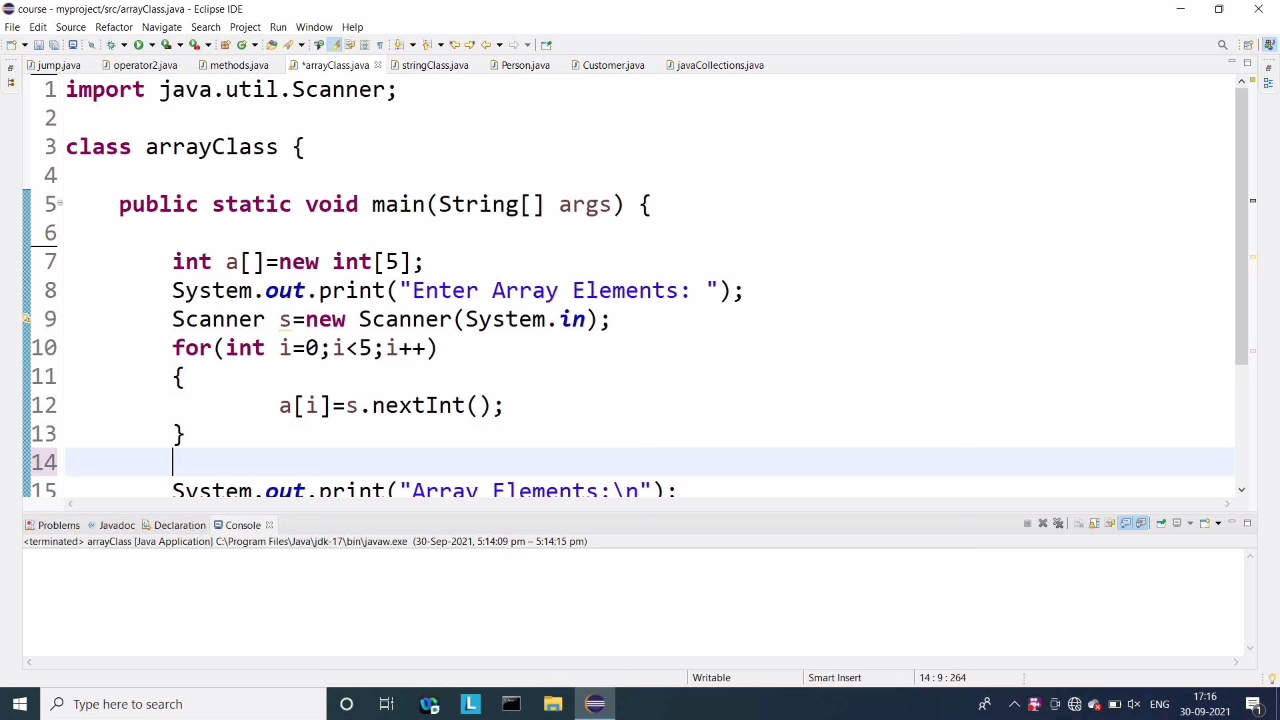 course - myproject/src/arrayClass.java - Eclipse IDE
File Edit Source Refactor Navigate Search Project Run Window Help
jump.java operator2.java methods.java *arrayClass.java stringClass.java Person.java Customer.java javaCollections.java
1 import java.util.Scanner;
2
3 class arrayClass {
4
5 public static void main(String[] args) {
6
7 int a[]=new int[5];
8 System.out.print("Enter Array Elements: ");
9 Scanner s=new Scanner(System.in);
10 for(int i=0;i<5;i++)
11 {
12 a[i]=s.nextInt();
13 }
14
15 System.out.print("Array Elements:\n");
Problems Javadoc Declaration Console
<terminated> arrayClass [Java Application] C:\Program Files\Java\jdk-17\bin\javaw.exe (30-Sep-2021, 5:14:09 pm – 5:14:15 pm)
Writable Smart Insert 14 : 9 : 264
Type here to search L ENG 17:16
30-09-2021 1